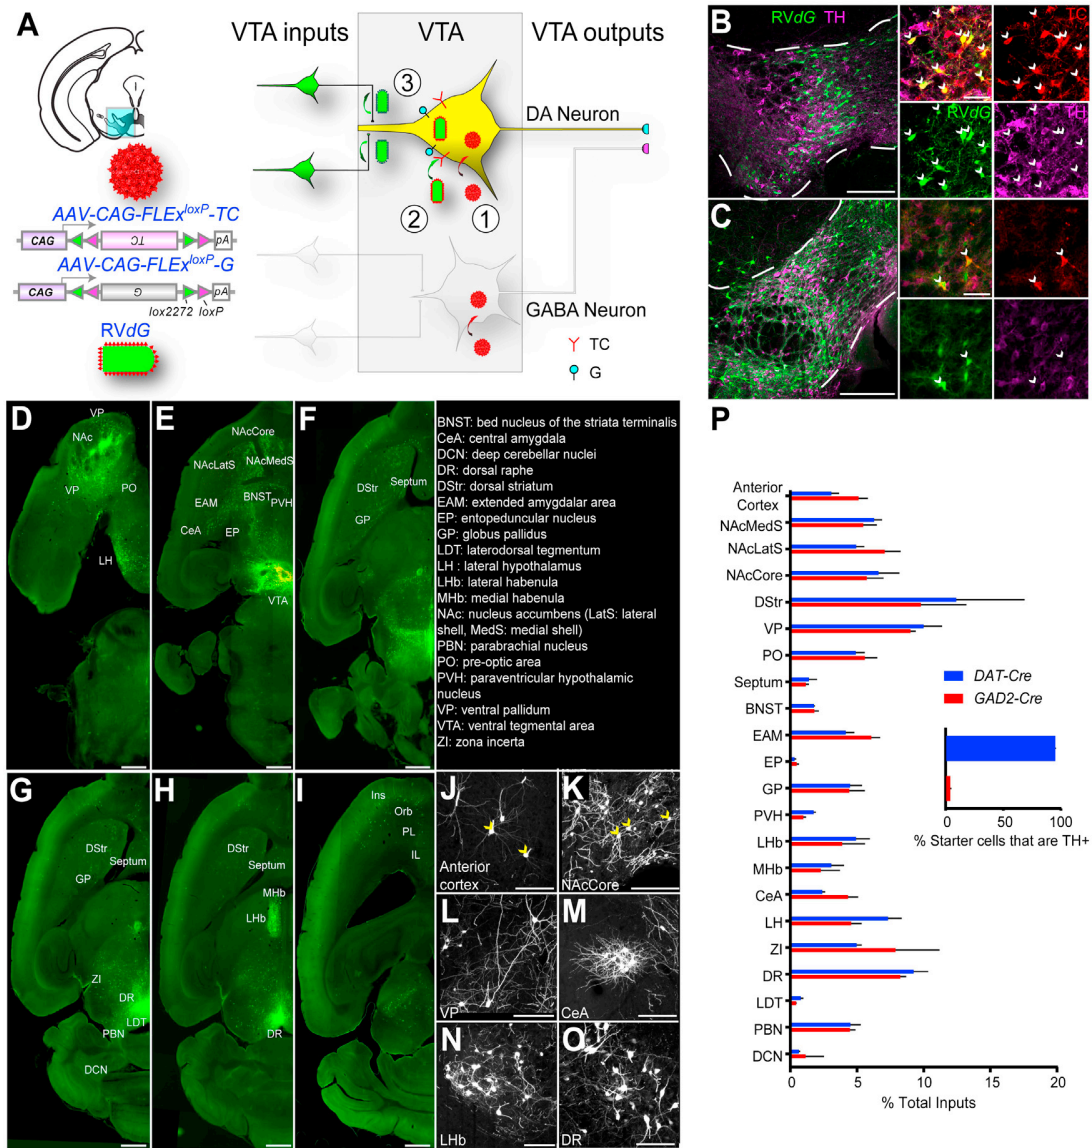 A
VTA inputs
VTA
VTA outputs
3
DA Neuron
2
1
GABA Neuron
TC
G
AAV-CAG-FLEx^loxP-TC
CAG
TC
pA
AAV-CAG-FLEx^loxP-G
CAG
G
pA
lox2272
loxP
RVdG
B
RVdG TH
TC
RVdG
TH
C
D
VP
NAc
VP
PO
LH
E
NAcCore
NAcLatS
NAcMedS
EAM
BNST
PVH
CeA
EP
VTA
F
DStr
Septum
GP
BNST: bed nucleus of the striata terminalis
CeA: central amygdala
DCN: deep cerebellar nuclei
DR: dorsal raphe
DStr: dorsal striatum
EAM: extended amygdalar area
EP: entopeduncular nucleus
GP: globus pallidus
LDT: laterodorsal tegmentum
LH : lateral hypothalamus
LHb: lateral habenula
MHb: medial habenula
NAc: nucleus accumbens (LatS: lateral
shell, MedS: medial shell)
PBN: parabrachial nucleus
PO: pre-optic area
PVH: paraventricular hypothalamic
nucleus
VP: ventral pallidum
VTA: ventral tegmental area
ZI: zona incerta
G
DStr
Septum
GP
ZI
DR
LDT
PBN
DCN
H
DStr
Septum
MHb
LHb
DR
I
Ins
Orb
PL
IL
J
Anterior
cortex
K
NAcCore
L
VP
M
CeA
N
LHb
O
DR
P
Anterior
Cortex
NAcMedS
NAcLatS
NAcCore
DStr
VP
PO
Septum
BNST
EAM
EP
GP
PVH
LHb
MHb
CeA
LH
ZI
DR
LDT
PBN
DCN
0 5 10 15 20
% Total Inputs
DAT-Cre
GAD2-Cre
0 50 100
% Starter cells that are TH+